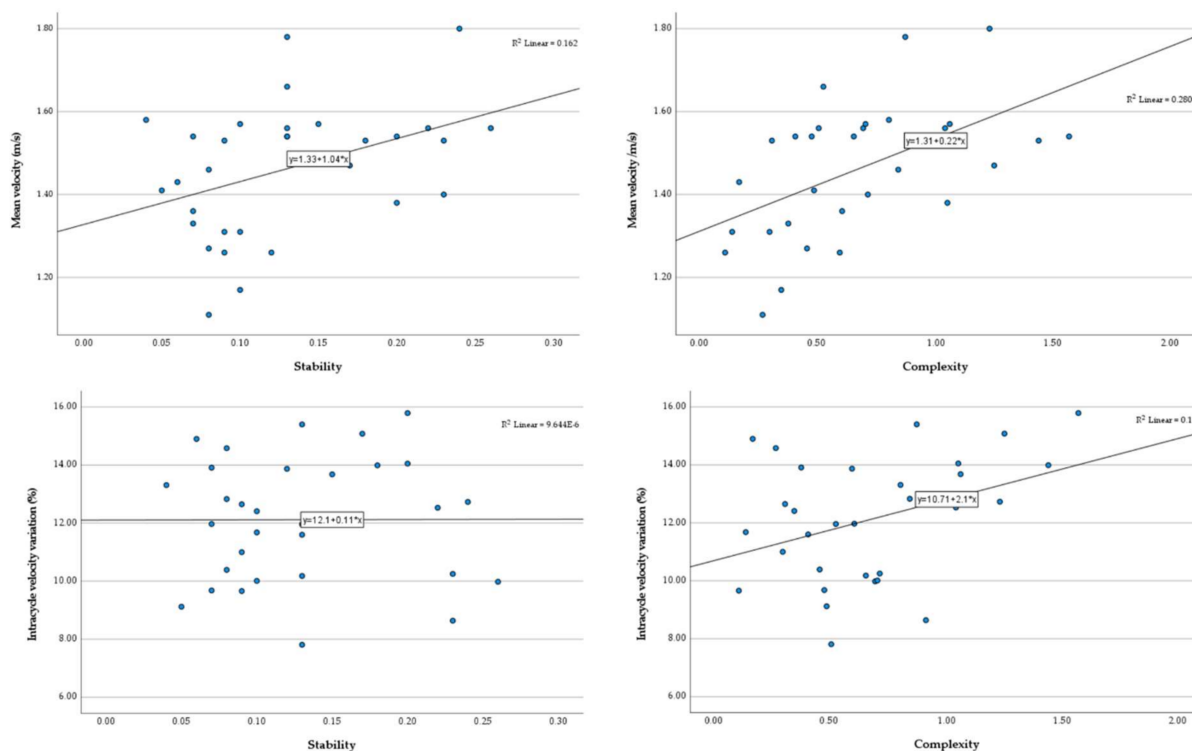 1.80
1.60
1.40
1.20
Mean velocity (m/s)
R² Linear = 0.162
y=1.33+1.04*x
0.00 0.05 0.10 0.15 0.20 0.25 0.30
Stability
1.80
1.60
1.40
1.20
Mean velocity /m/s)
R² Linear = 0.280
y=1.31+0.22*x
0.00 0.50 1.00 1.50 2.00
Complexity
16.00
14.00
12.00
10.00
8.00
6.00
Intracycle velocity variation (%)
R² Linear = 9.644E-6
y=12.1+0.11*x
0.00 0.05 0.10 0.15 0.20 0.25 0.30
Stability
16.00
14.00
12.00
10.00
8.00
6.00
Intracycle velocity variation (%)
R² Linear = 0.1
y=10.71+2.1*x
0.00 0.50 1.00 1.50 2.00
Complexity